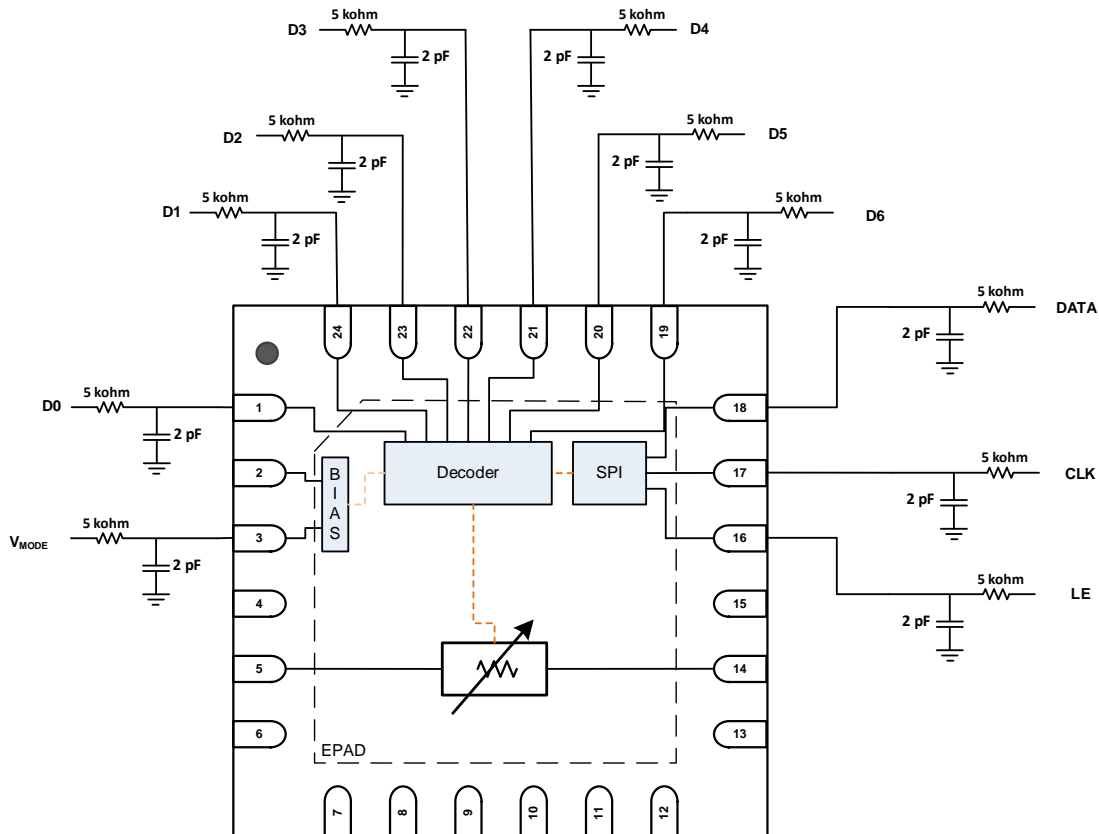 5 kohm
D3
2 pF
5 kohm
D4
2 pF
5 kohm
D2
2 pF
5 kohm
D5
2 pF
5 kohm
D1
2 pF
5 kohm
D6
2 pF
24
23
22
21
20
19
5 kohm
DATA
2 pF
5 kohm
D0
2 pF
1
18
2
BIAS
Decoder
SPI
17
5 kohm
CLK
2 pF
5 kohm
VMODE
2 pF
3
16
4
15
5 kohm
LE
2 pF
5
14
6
13
EPAD
7
8
9
10
11
12